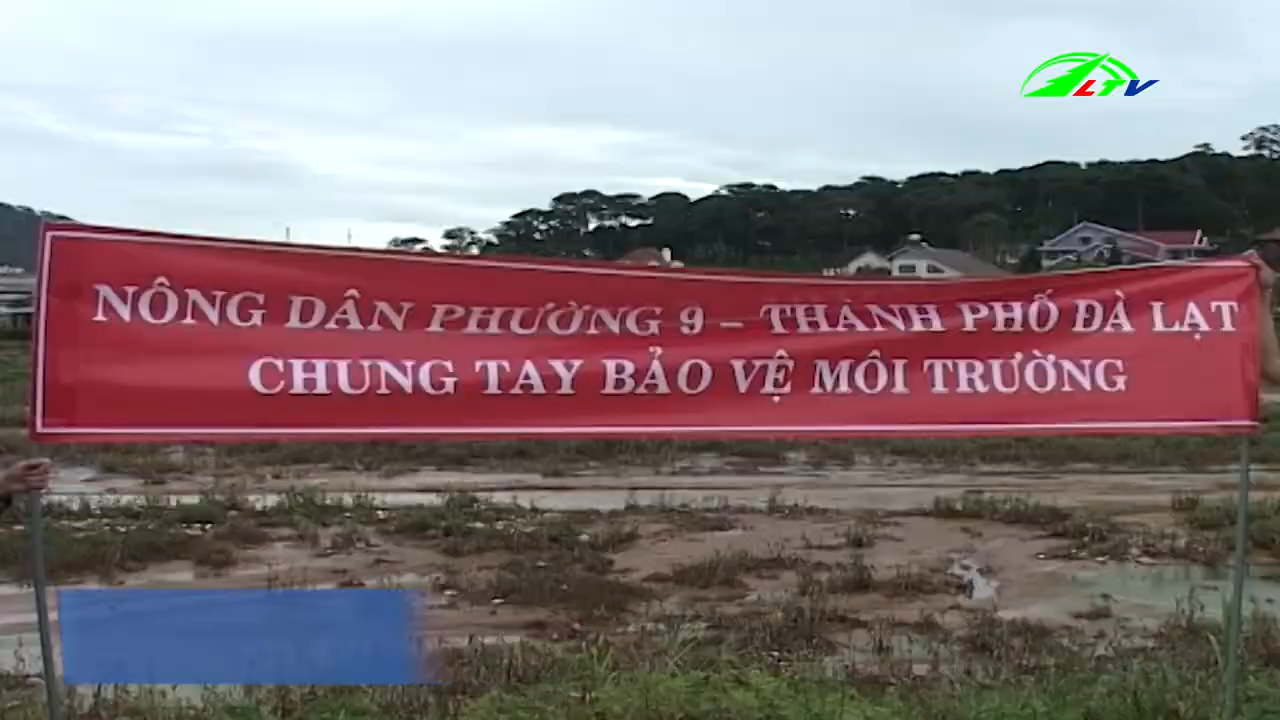 LTV
NÔNG DÂN PHƯỜNG 9 – THÀNH PHỐ ĐÀ LẠT
CHUNG TAY BẢO VỆ MÔI TRƯỜNG